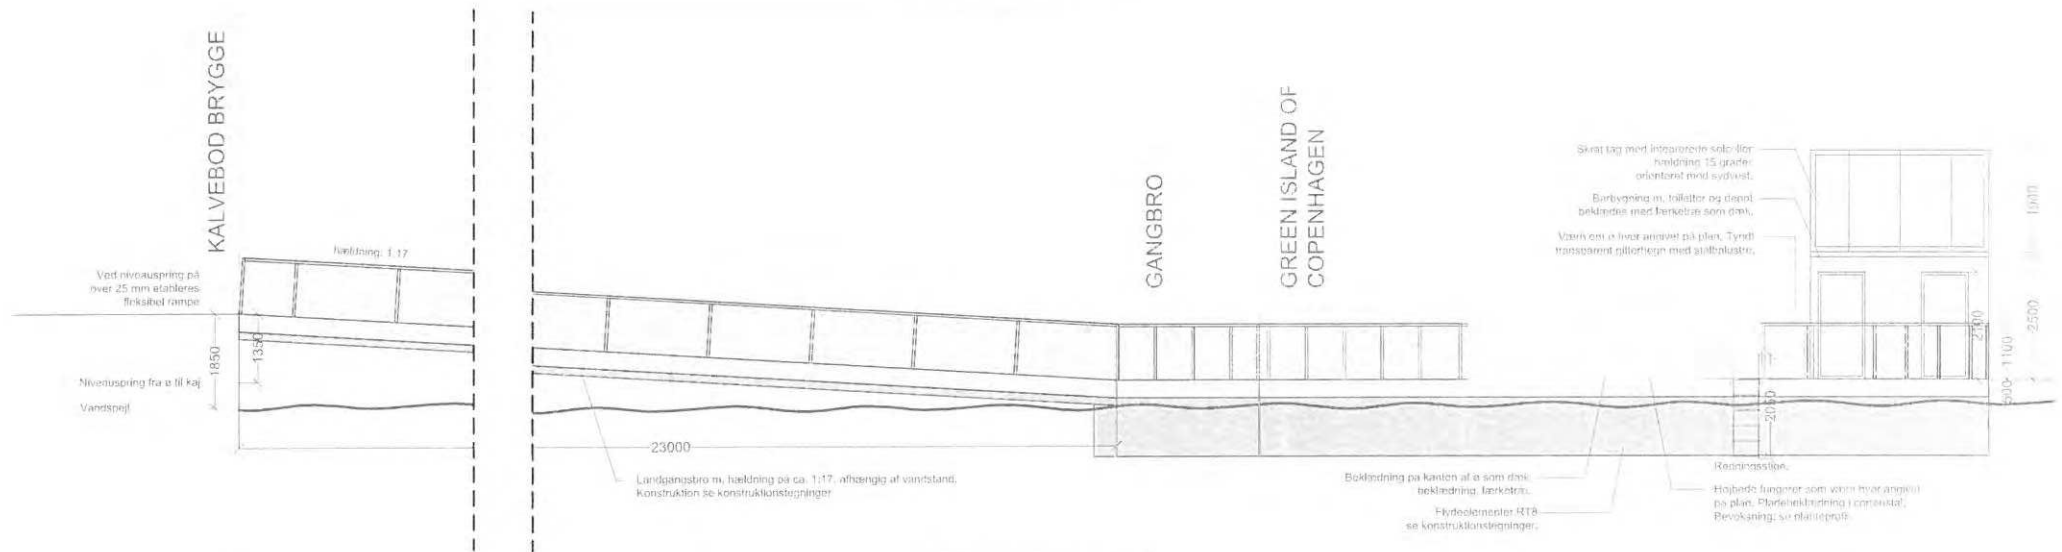 KALVEBOD BRYGGE
hældning: 1:17
Ved niveauspring på
over 25 mm etableres
fleksibel rampe
1850
1350
Niveauspring fra ø til kaj
Vandspejl
23000
Landgangsbro m. hældning på ca. 1:17, afhængig af vandstand.
Konstruktion se konstruktionstegninger
GANGBRO
GREEN ISLAND OF
COPENHAGEN
Skråt tag med integrerede solceller
hældning 15 grader
orienteret mod sydvest.
Barbygning m. toiletter og depot
beklædes med lærketræ som dæk.
Værn om ø hvor angivet på plan. Tyndt
transparent gitterhegn med stålbalustre.
1900
2500
2100
1100
500
2050
Beklædning på kanten af ø som dæk
beklædning, lærketræ.
Flydeelementer RT8
se konstruktionstegninger.
Redningsstige.
Højbede fungerer som værn hvor angivet
på plan. Pladebeklædning i cortenstål.
Bevoksning: se planteprofil.